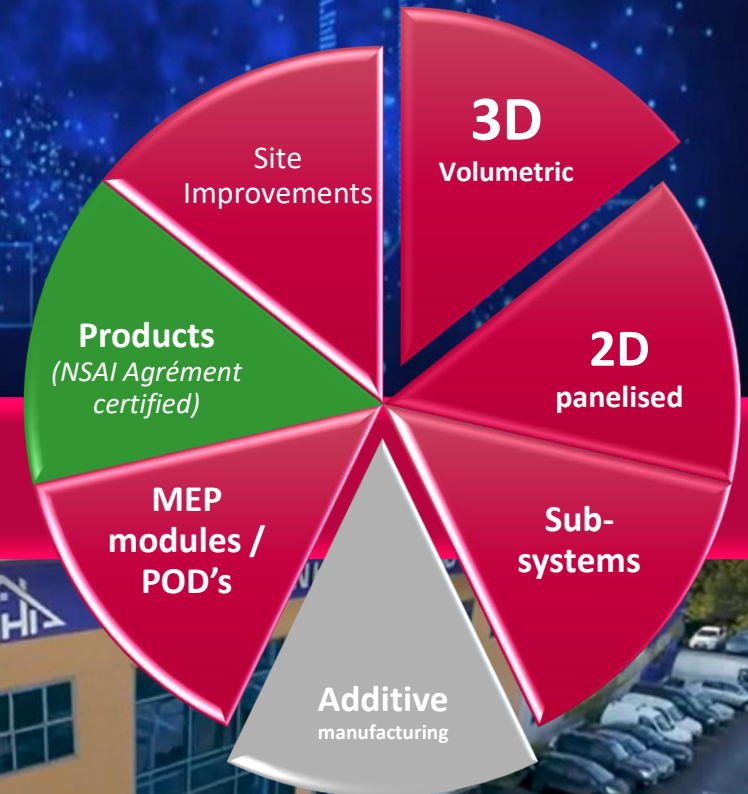 3D
Volumetric
2D
panelised
Sub-
systems
Additive
manufacturing
MEP
modules /
POD’s
Products
(NSAI Agrément
certified)
Site
Improvements